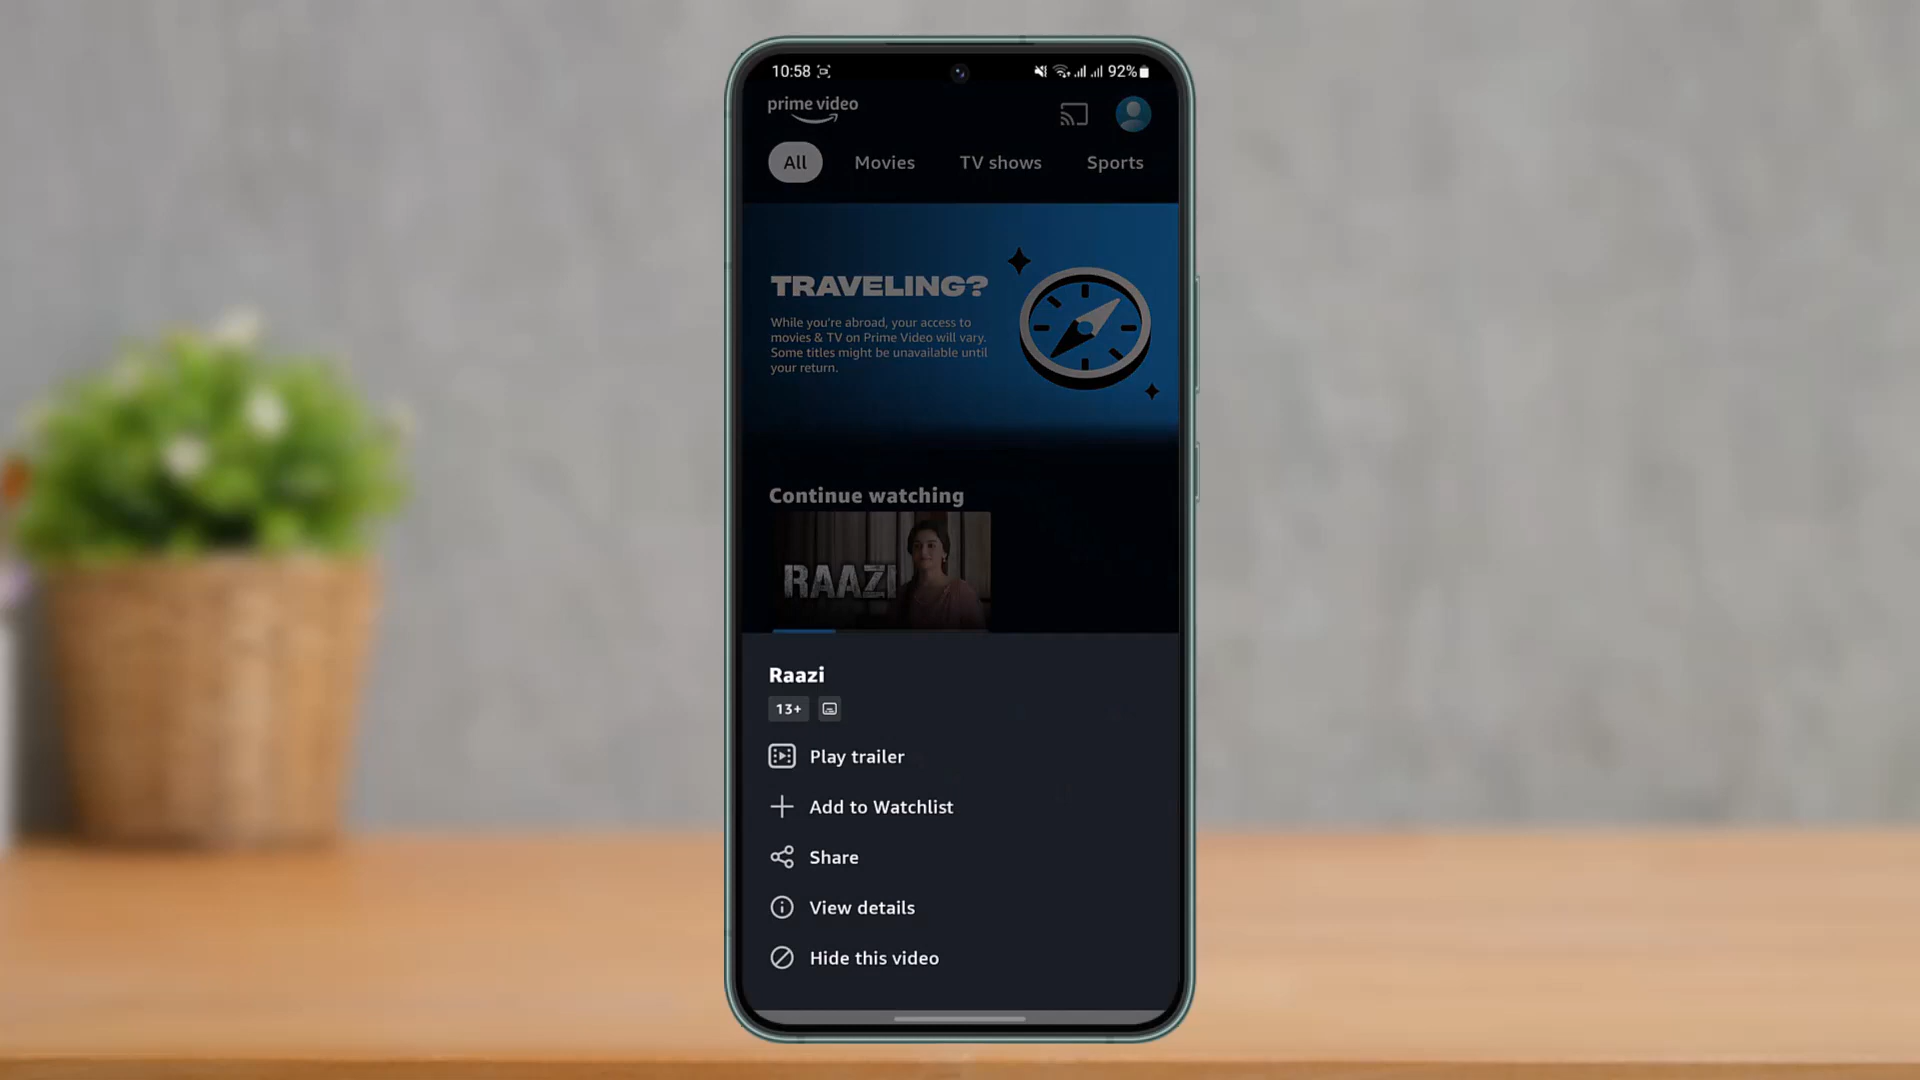 10:58 92%
prime video
All Movies TV shows Sports
TRAVELING?
While you're abroad, your access to
movies & TV on Prime Video will vary.
Some titles might be unavailable until
your return.
Continue watching
RAAZI
Raazi
13+
Play trailer
Add to Watchlist
Share
View details
Hide this video